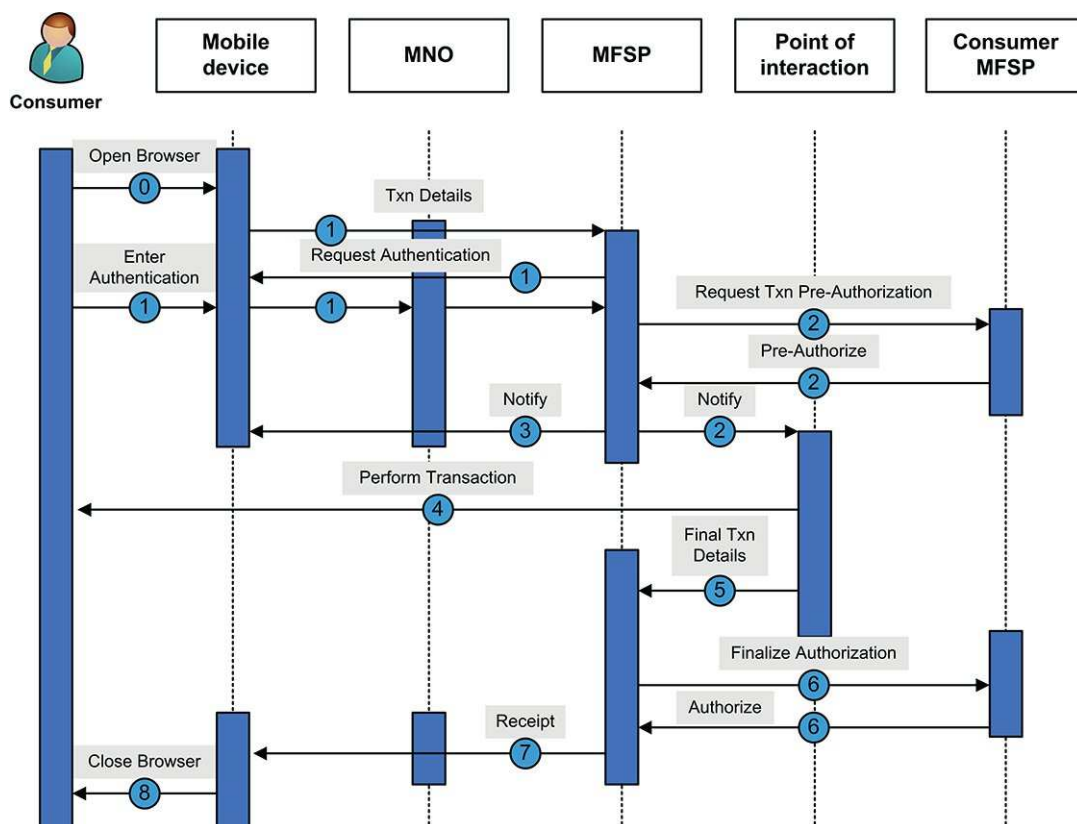 Consumer
Mobile
device
MNO
MFSP
Point of
interaction
Consumer
MFSP
Open Browser
0
Txn Details
1
Request Authentication
1
Enter
Authentication
1
1
Request Txn Pre-Authorization
2
Pre-Authorize
2
Notify
3
Notify
2
Perform Transaction
4
Final Txn
Details
5
Finalize Authorization
6
Authorize
6
Receipt
7
Close Browser
8